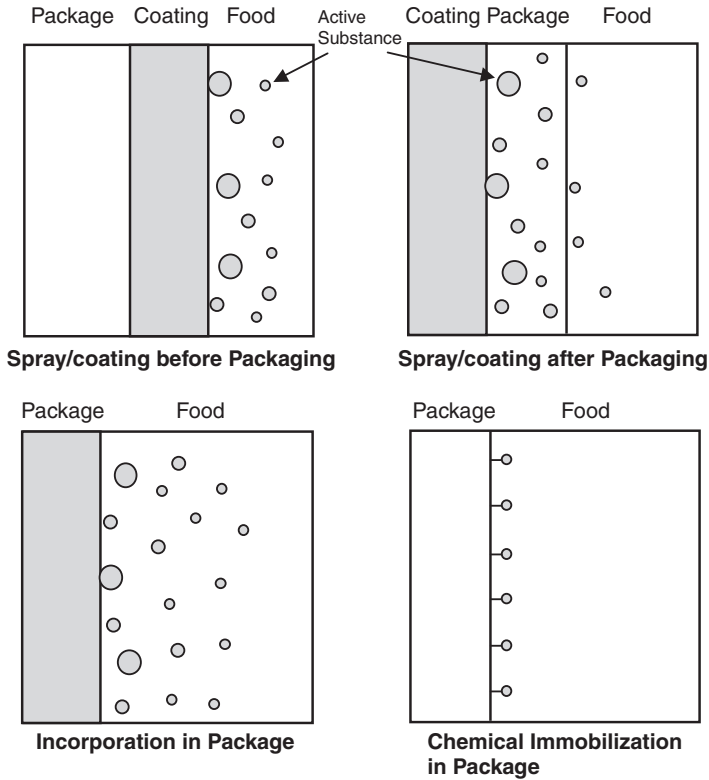 Package Coating Food
Active
Substance
Coating Package Food
Spray/coating before Packaging
Spray/coating after Packaging
Package Food
Package Food
Incorporation in Package
Chemical Immobilization
in Package